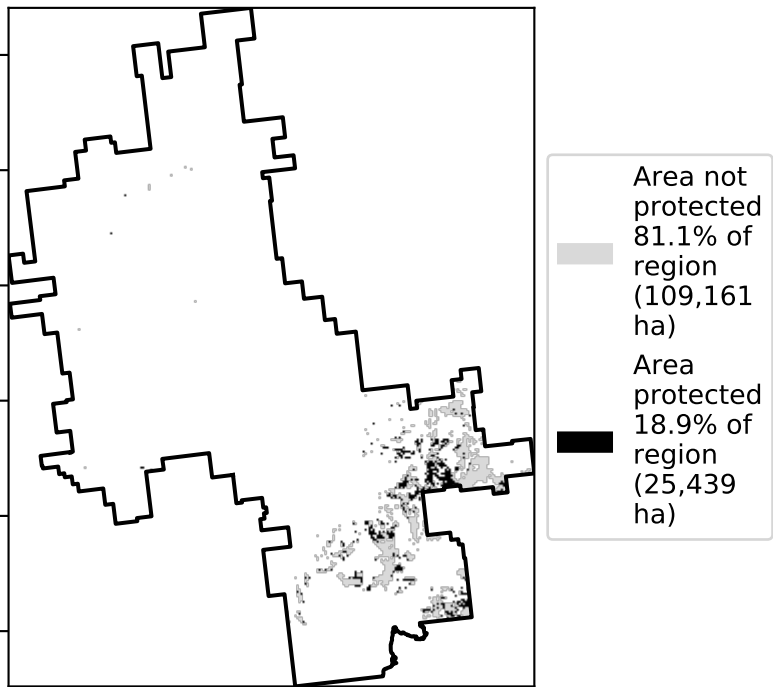 Area not
protected
81.1% of
region
(109,161
ha)
Area
protected
18.9% of
region
(25,439
ha)